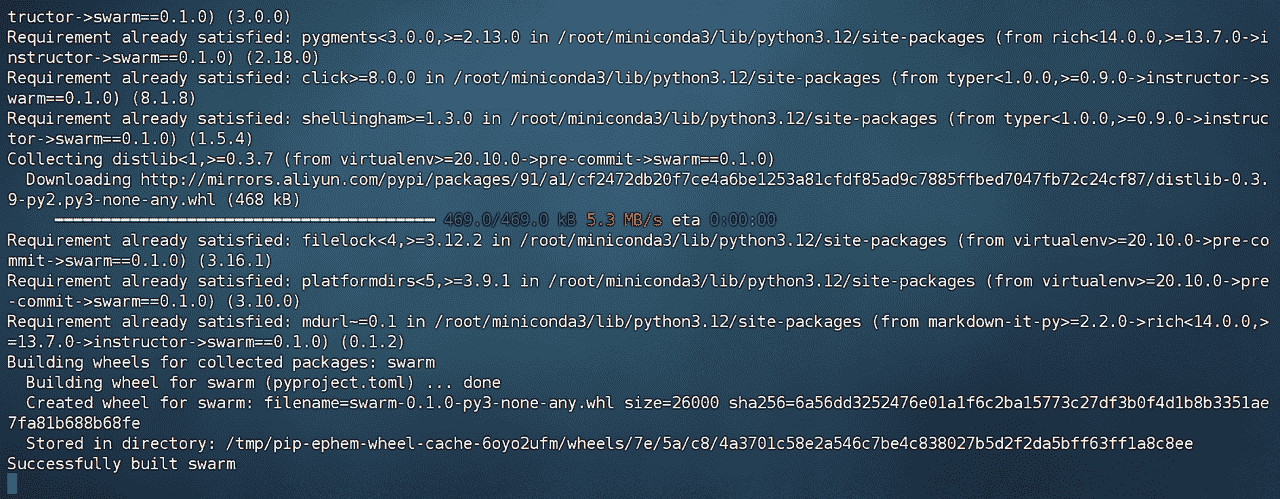 tructor->swarm==0.1.0) (3.0.0)
Requirement already satisfied: pygments<3.0.0,>=2.13.0 in /root/miniconda3/lib/python3.12/site-packages (from rich<14.0.0,>=13.7.0->i
nstructor->swarm==0.1.0) (2.18.0)
Requirement already satisfied: click>=8.0.0 in /root/miniconda3/lib/python3.12/site-packages (from typer<1.0.0,>=0.9.0->instructor->s
warm==0.1.0) (8.1.8)
Requirement already satisfied: shellingham>=1.3.0 in /root/miniconda3/lib/python3.12/site-packages (from typer<1.0.0,>=0.9.0->instruc
tor->swarm==0.1.0) (1.5.4)
Collecting distlib<1,>=0.3.7 (from virtualenv>=20.10.0->pre-commit->swarm==0.1.0)
  Downloading http://mirrors.aliyun.com/pypi/packages/91/a1/cf2472db20f7ce4a6be1253a81cfdf85ad9c7885ffbed7047fb72c24cf87/distlib-0.3.
9-py2.py3-none-any.whl (468 kB)
469.0/469.0 kB 5.3 MB/s eta 0:00:00
Requirement already satisfied: filelock<4,>=3.12.2 in /root/miniconda3/lib/python3.12/site-packages (from virtualenv>=20.10.0->pre-co
mmit->swarm==0.1.0) (3.16.1)
Requirement already satisfied: platformdirs<5,>=3.9.1 in /root/miniconda3/lib/python3.12/site-packages (from virtualenv>=20.10.0->pre
-commit->swarm==0.1.0) (3.10.0)
Requirement already satisfied: mdurl~=0.1 in /root/miniconda3/lib/python3.12/site-packages (from markdown-it-py>=2.2.0->rich<14.0.0,>
=13.7.0->instructor->swarm==0.1.0) (0.1.2)
Building wheels for collected packages: swarm
  Building wheel for swarm (pyproject.toml) ... done
  Created wheel for swarm: filename=swarm-0.1.0-py3-none-any.whl size=26000 sha256=6a56dd3252476e01a1f6c2ba15773c27df3b0f4d1b8b3351ae
7fa81b688b68fe
  Stored in directory: /tmp/pip-ephem-wheel-cache-6oyo2ufm/wheels/7e/5a/c8/4a3701c58e2a546c7be4c838027b5d2f2da5bff63ff1a8c8ee
Successfully built swarm